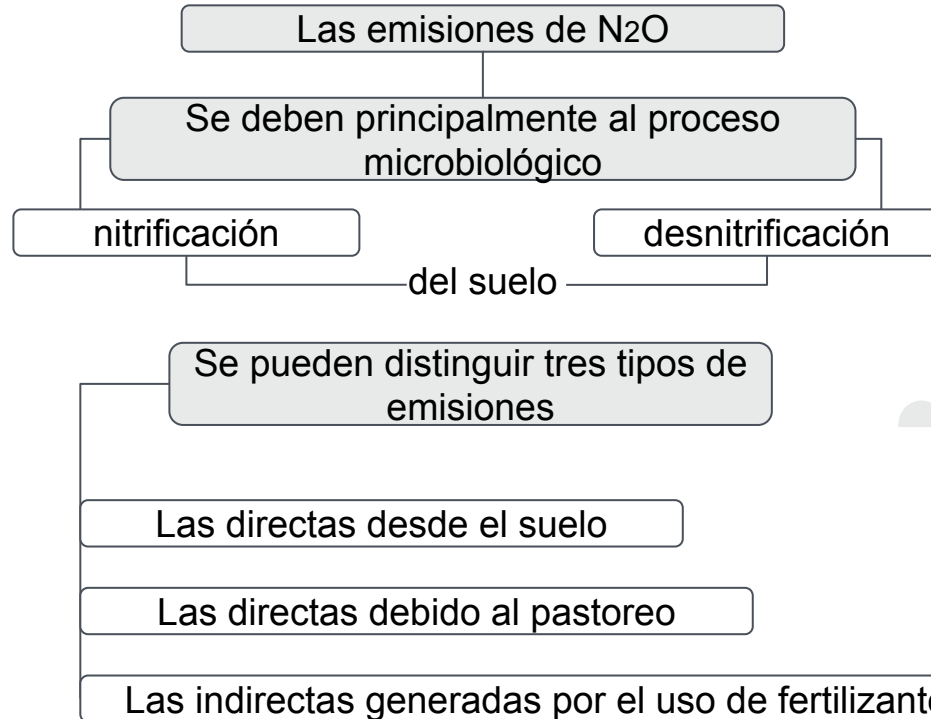 Las emisiones de N2O
Se deben principalmente al proceso
microbiológico
nitrificación
desnitrificación
del suelo
Se pueden distinguir tres tipos de
emisiones
Las directas desde el suelo
Las directas debido al pastoreo
Las indirectas generadas por el uso de